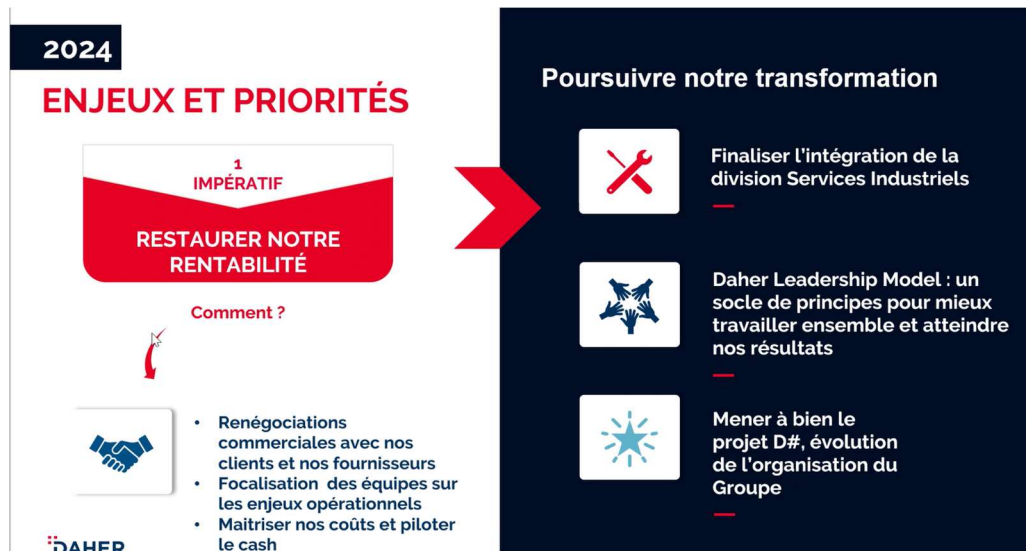 2024
ENJEUX ET PRIORITÉS
1
IMPÉRATIF
RESTAURER NOTRE
RENTABILITÉ
Comment ?
• Renégociations
commerciales avec nos
clients et nos fournisseurs
• Focalisation des équipes sur
les enjeux opérationnels
• Maitriser nos coûts et piloter
le cash
DAHER
Poursuivre notre transformation
Finaliser l'intégration de la
division Services Industriels
Daher Leadership Model : un
socle de principes pour mieux
travailler ensemble et atteindre
nos résultats
Mener à bien le
projet D#, évolution
de l'organisation du
Groupe